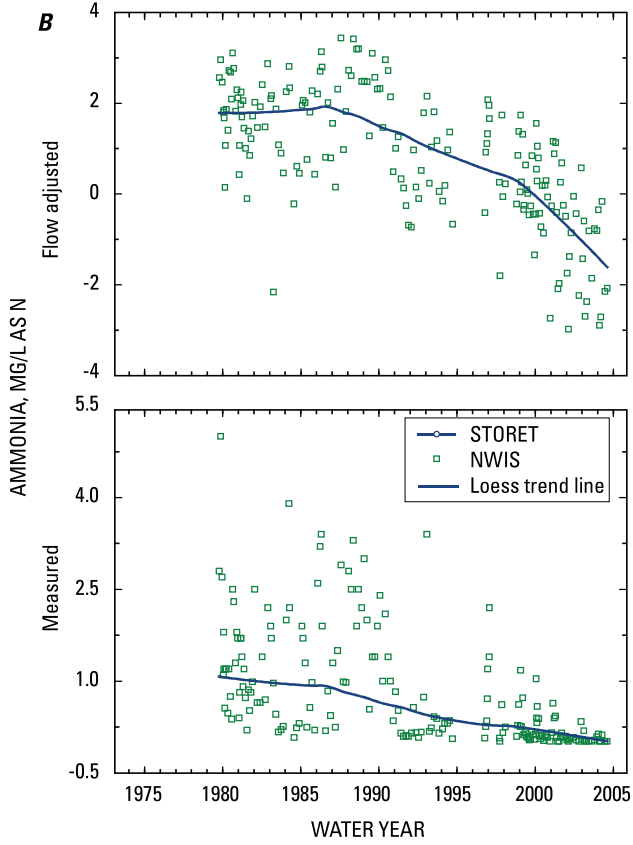 B
4
2
0
-2
-4
Flow adjusted
AMMONIA, MG/L AS N
5.5
4.0
2.5
1.0
-0.5
Measured
STORET
NWIS
Loess trend line
1975 1980 1985 1990 1995 2000 2005
WATER YEAR